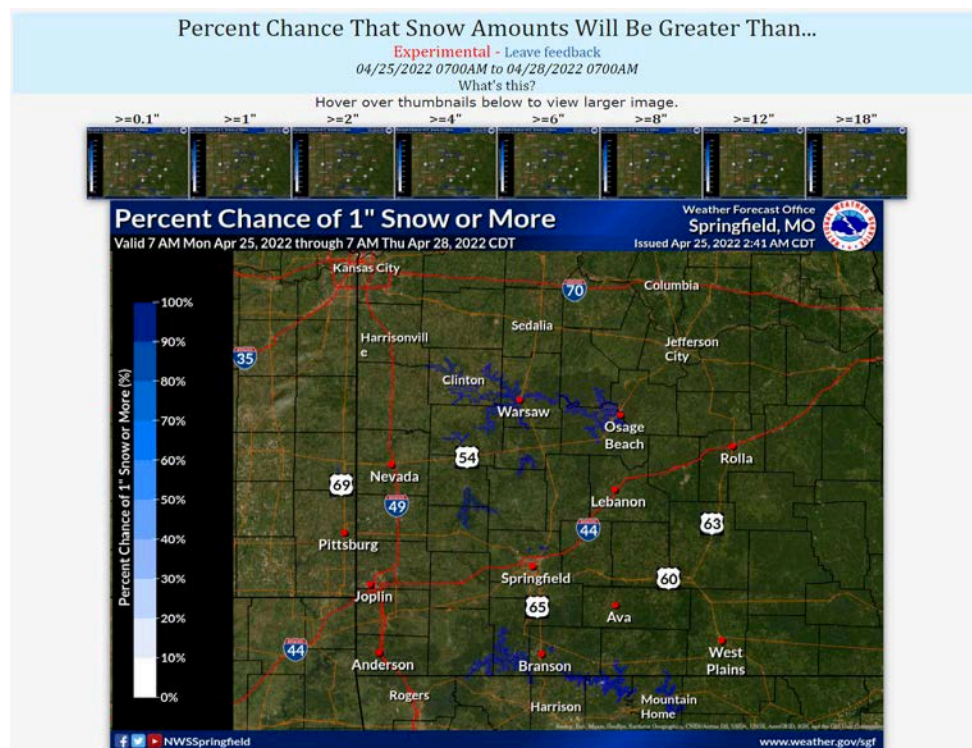 Percent Chance That Snow Amounts Will Be Greater Than...
Experimental - Leave feedback
04/25/2022 0700AM to 04/28/2022 0700AM
What's this?
Hover over thumbnails below to view larger image.
>=0.1" >=1" >=2" >=4" >=6" >=8" >=12" >=18"
Percent Chance of 1" Snow or More
Weather Forecast Office
Springfield, MO
Valid 7 AM Mon Apr 25, 2022 through 7 AM Thu Apr 28, 2022 CDT
Issued Apr 25, 2022 2:41 AM CDT
Percent Chance of 1" Snow or More (%)
100%
90%
80%
70%
60%
50%
40%
30%
20%
10%
0%
Kansas City
70
Columbia
Sedalia
Harrisonvill
e
Jefferson
City
35
Clinton
Warsaw
Osage
Beach
54
Rolla
Nevada
69
49
Lebanon
63
44
Pittsburg
Springfield
60
Joplin
65
Ava
44
Anderson
Branson
West
Plains
Rogers
Harrison
Mountain
Home
NWSSpringfield
www.weather.gov/sgf